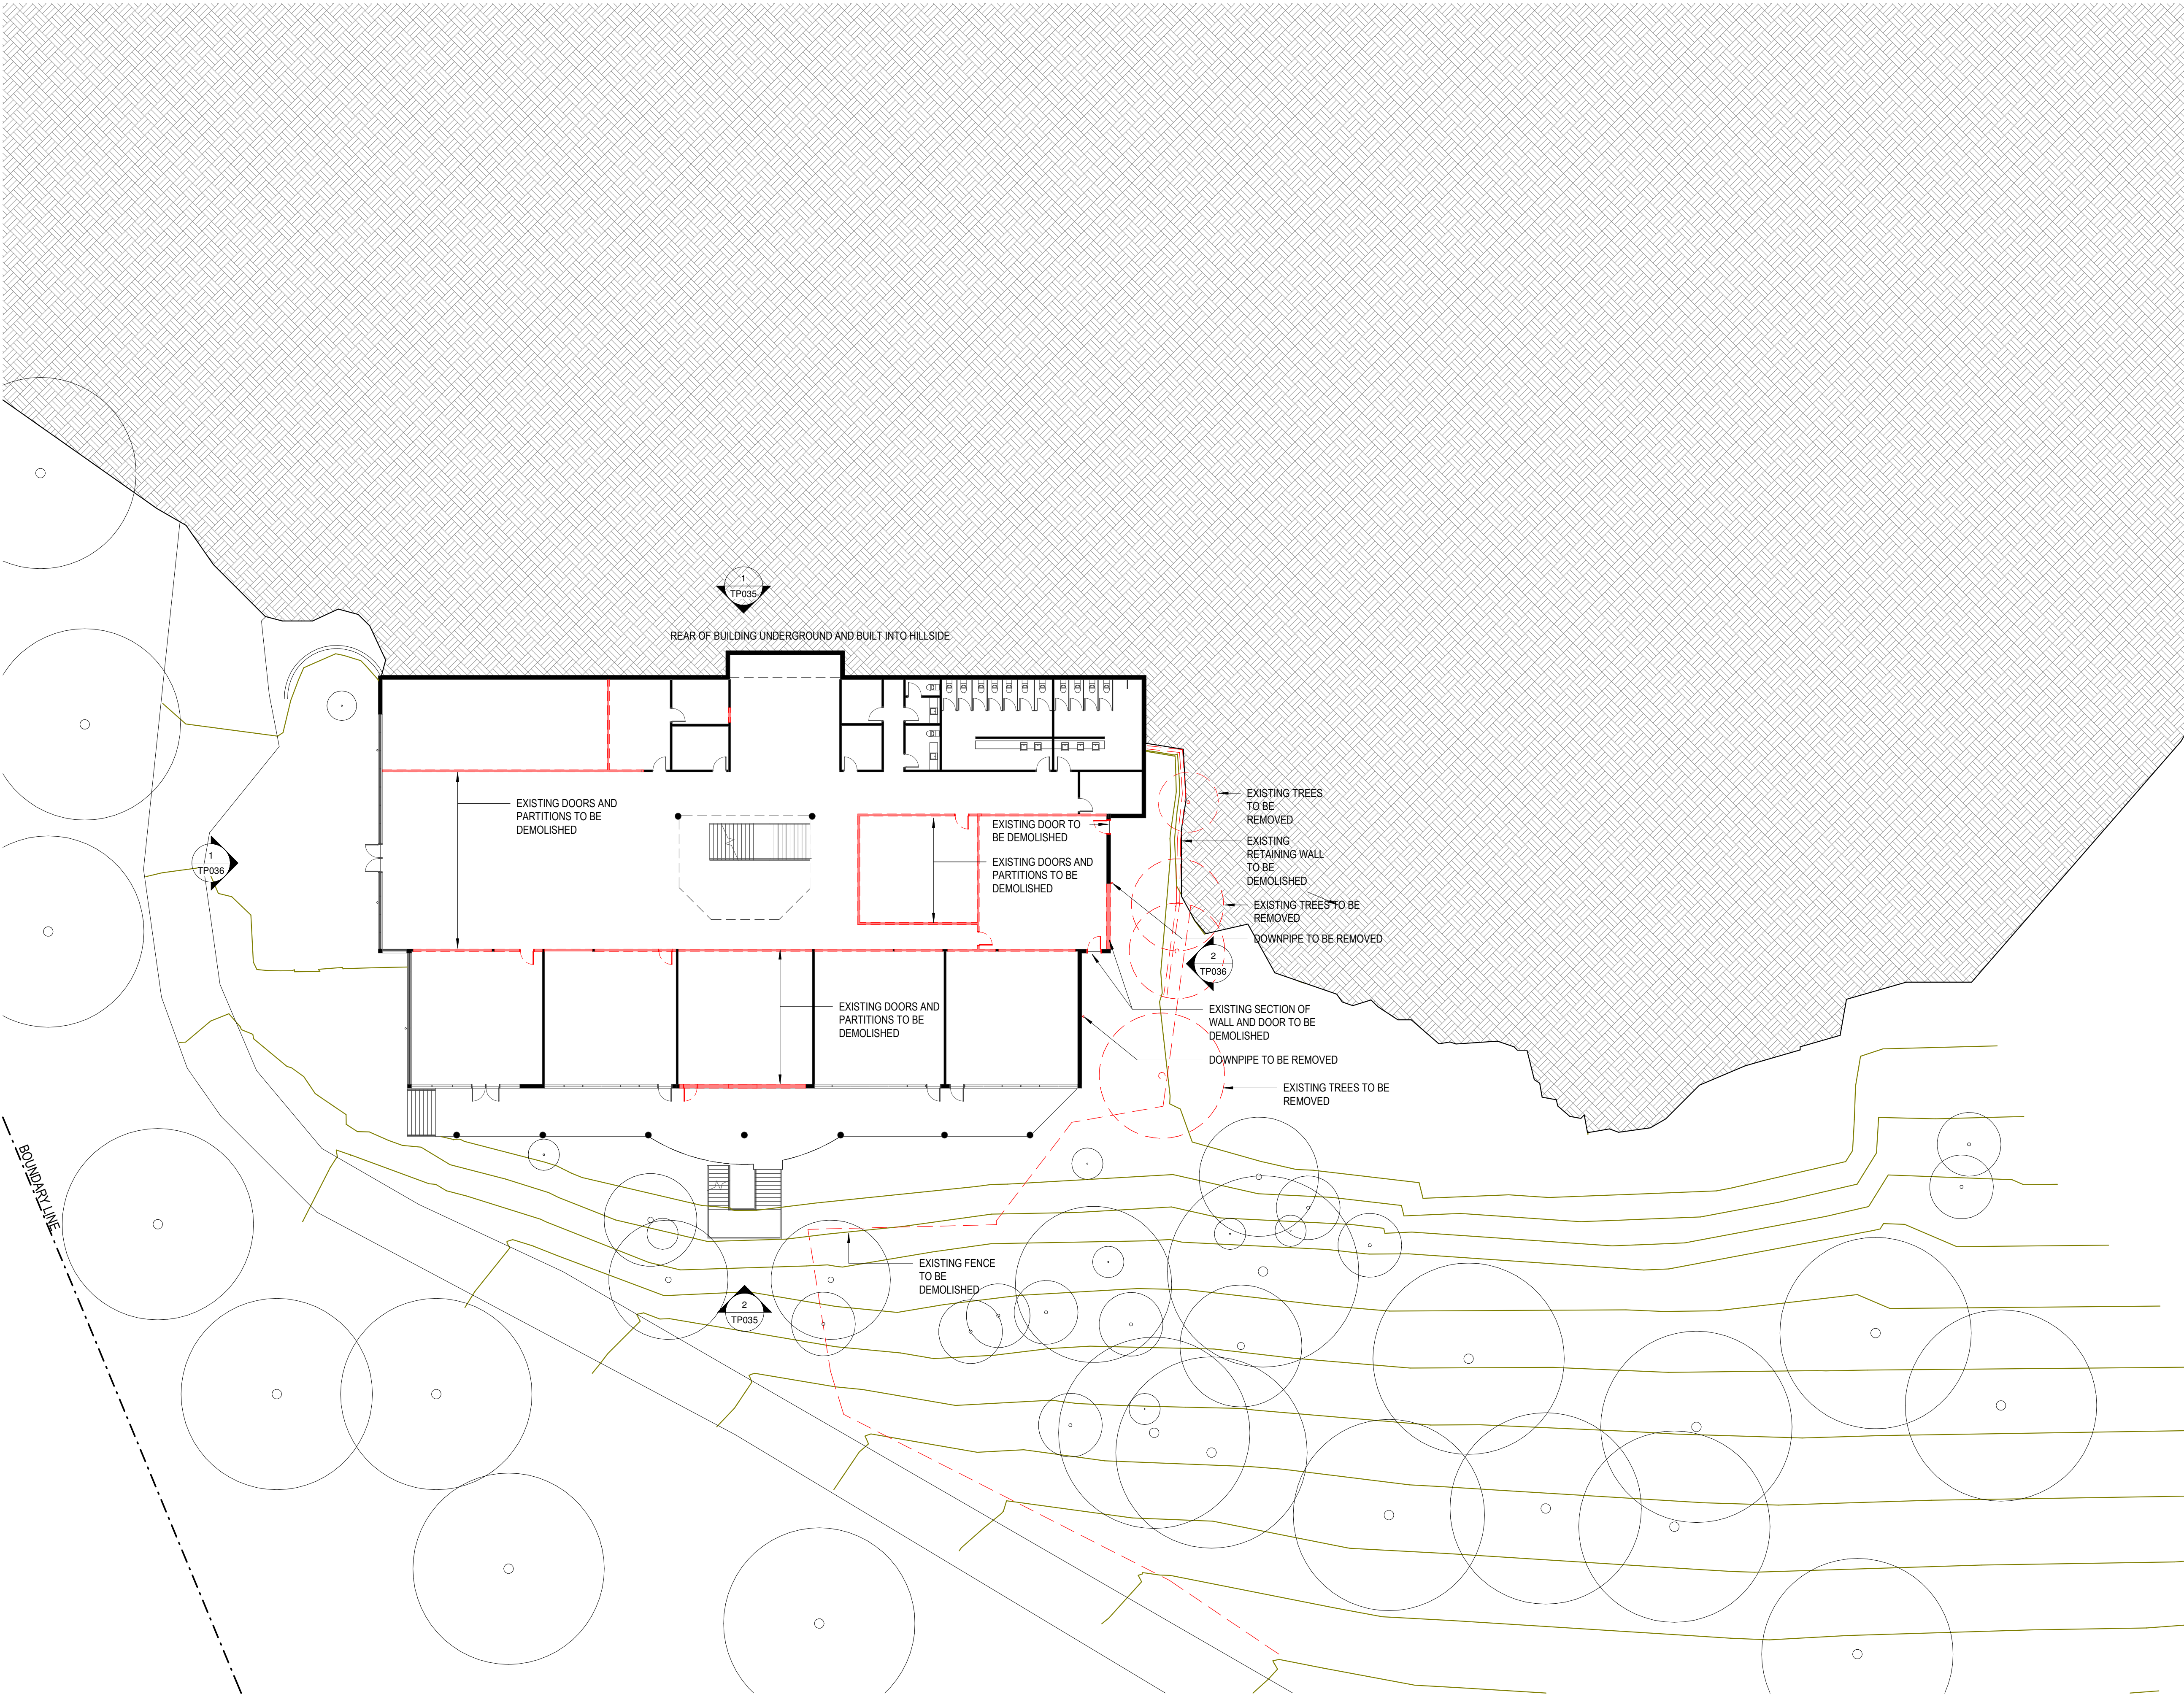 1
TP035
REAR OF BUILDING UNDERGROUND AND BUILT INTO HILLSIDE
EXISTING DOORS AND
PARTITIONS TO BE
DEMOLISHED
EXISTING DOOR TO
BE DEMOLISHED
EXISTING DOORS AND
PARTITIONS TO BE
DEMOLISHED
EXISTING TREES
TO BE
REMOVED
EXISTING
RETAINING WALL
TO BE
DEMOLISHED
1
TP036
EXISTING TREES TO BE
REMOVED
DOWNPIPE TO BE REMOVED
2
TP036
EXISTING DOORS AND
PARTITIONS TO BE
DEMOLISHED
EXISTING SECTION OF
WALL AND DOOR TO BE
DEMOLISHED
DOWNPIPE TO BE REMOVED
EXISTING TREES TO BE
REMOVED
BOUNDARY LINE
EXISTING FENCE
TO BE
DEMOLISHED
2
TP035